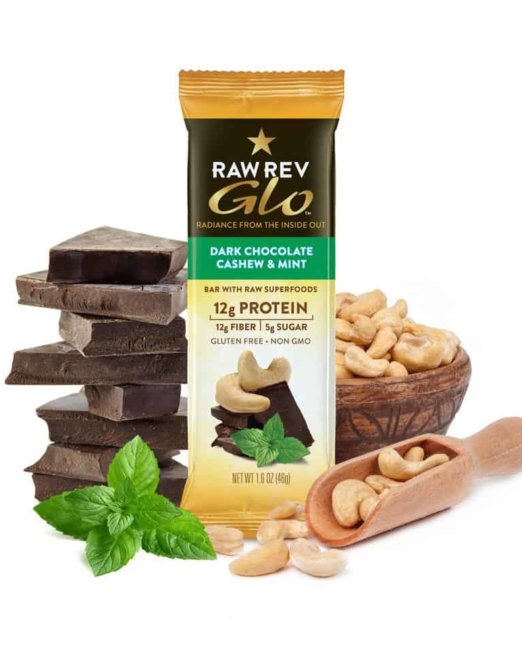 RAW REV
Glo™
RADIANCE FROM THE INSIDE OUT
DARK CHOCOLATE
CASHEW & MINT
BAR WITH RAW SUPERFOODS
12g PROTEIN
12g FIBER | 5g SUGAR
GLUTEN FREE • NON GMO
NET WT 1.6 OZ (46g)